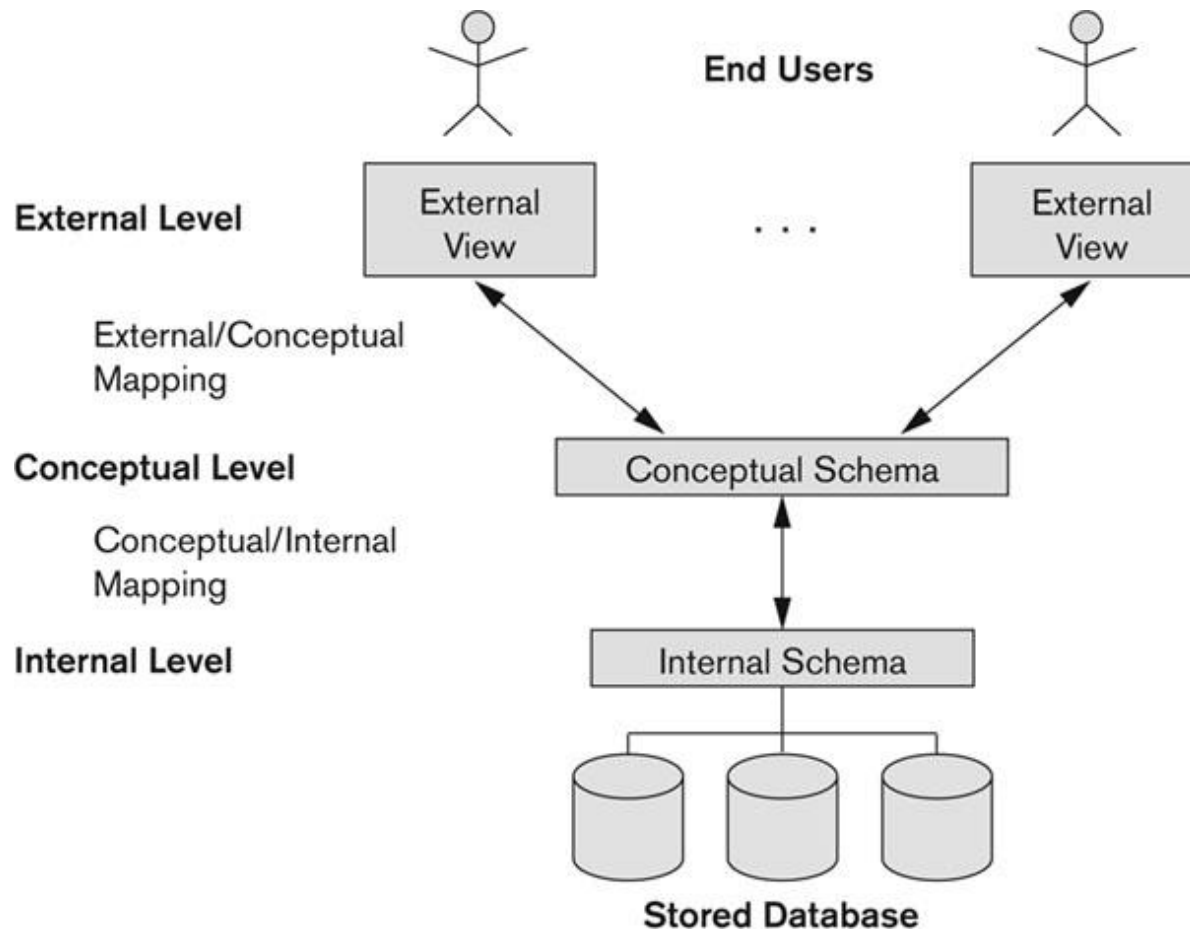 End Users
External Level
External
View
. . .
External
View
External/Conceptual
Mapping
Conceptual Level
Conceptual Schema
Conceptual/Internal
Mapping
Internal Level
Internal Schema
Stored Database